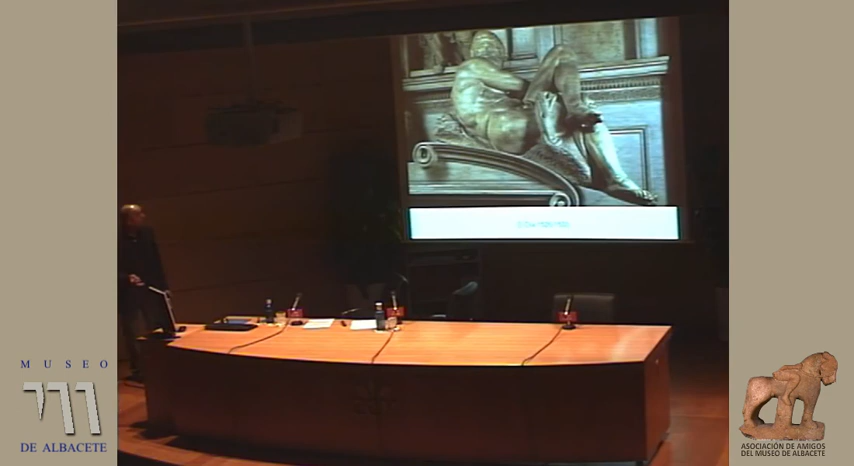 MUSEO
DE ALBACETE
ASOCIACIÓN DE AMIGOS
DEL MUSEO DE ALBACETE